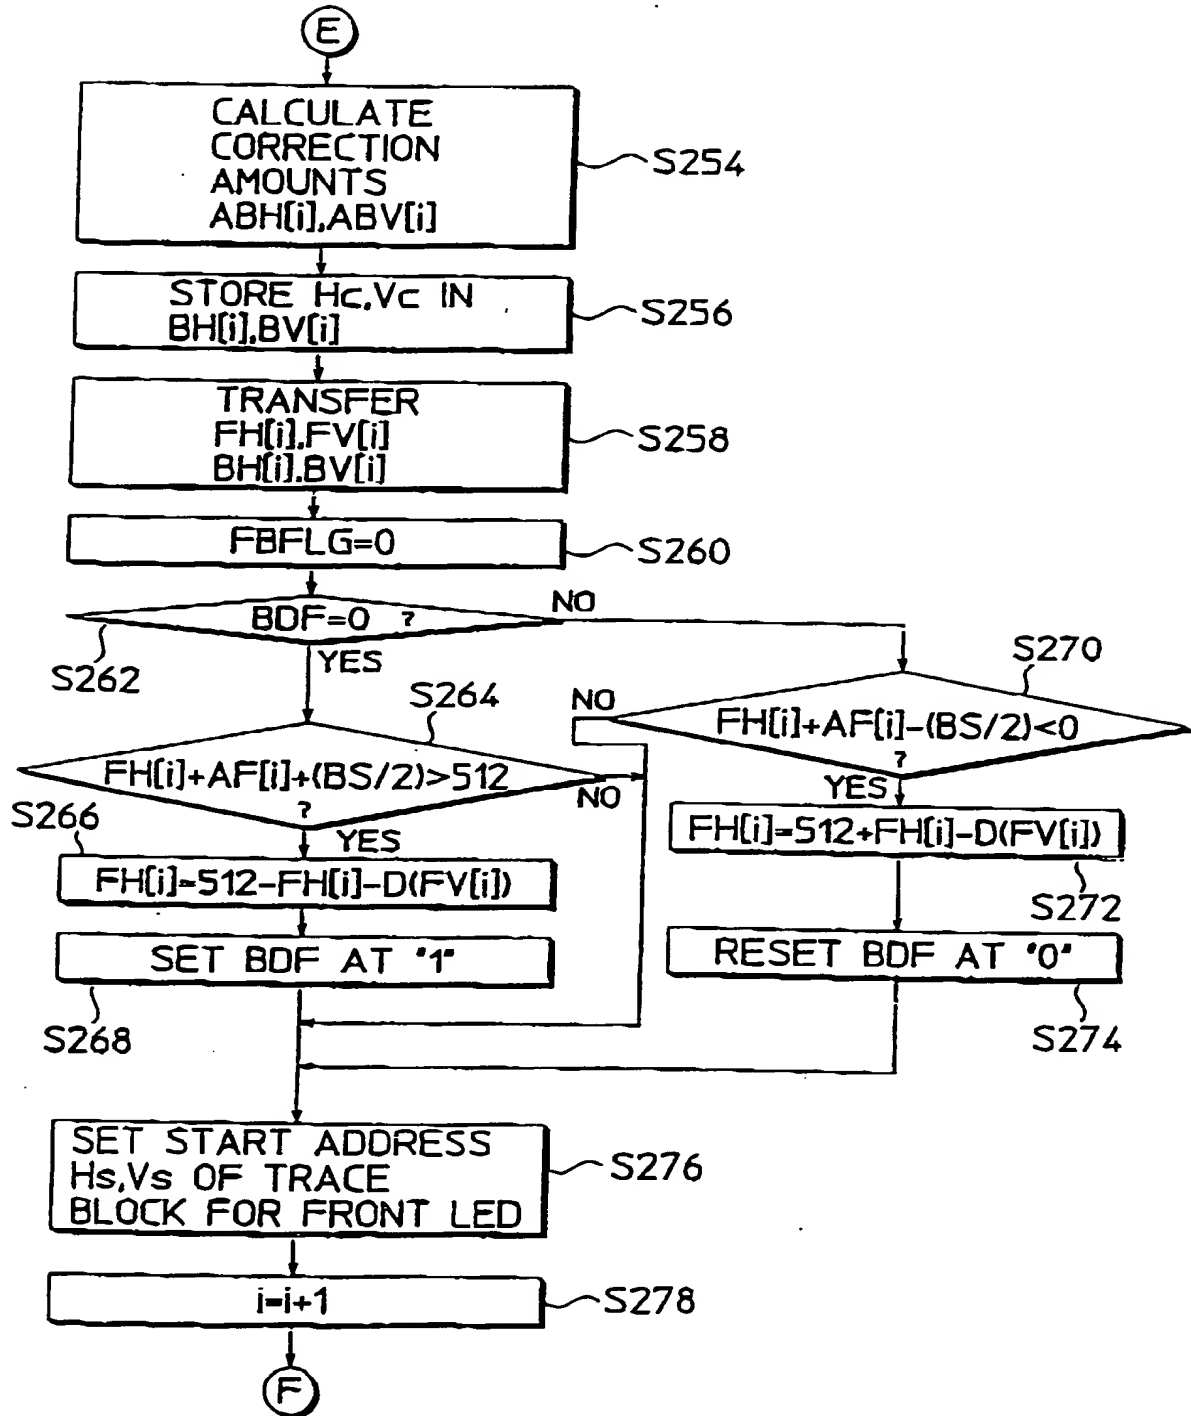 E
CALCULATE
CORRECTION
AMOUNTS
ABH[i],ABV[i]
S254
STORE Hc,Vc IN
BH[i],BV[i]
S256
TRANSFER
FH[i],FV[i]
BH[i],BV[i]
S258
FBFLG=0
S260
BDF=0 ?
NO
YES
S262
S264
FH[i]+AF[i]+(BS/2)>512
?
NO
YES
S266
FH[i]=512-FH[i]-D(FV[i])
SET BDF AT "1"
S268
S270
NO
FH[i]+AF[i]-(BS/2)<0
?
YES
FH[i]=512+FH[i]-D(FV[i])
S272
RESET BDF AT "0"
S274
SET START ADDRESS
Hs,Vs OF TRACE
BLOCK FOR FRONT LED
S276
i=i+1
S278
F